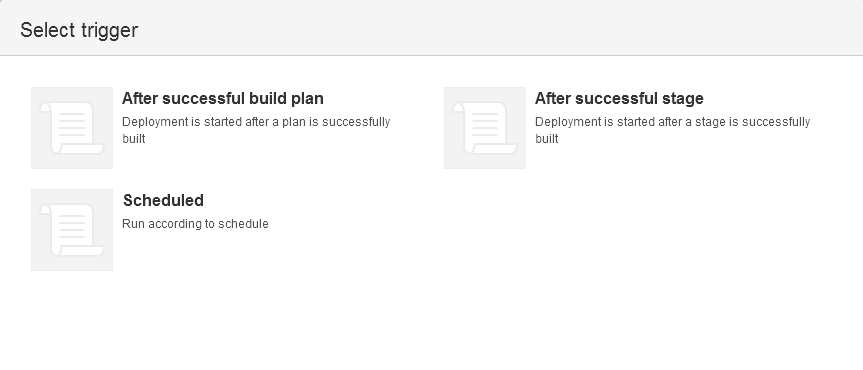 Select trigger
After successful build plan
Deployment is started after a plan is successfully
built
After successful stage
Deployment is started after a stage is successfully
built
Scheduled
Run according to schedule